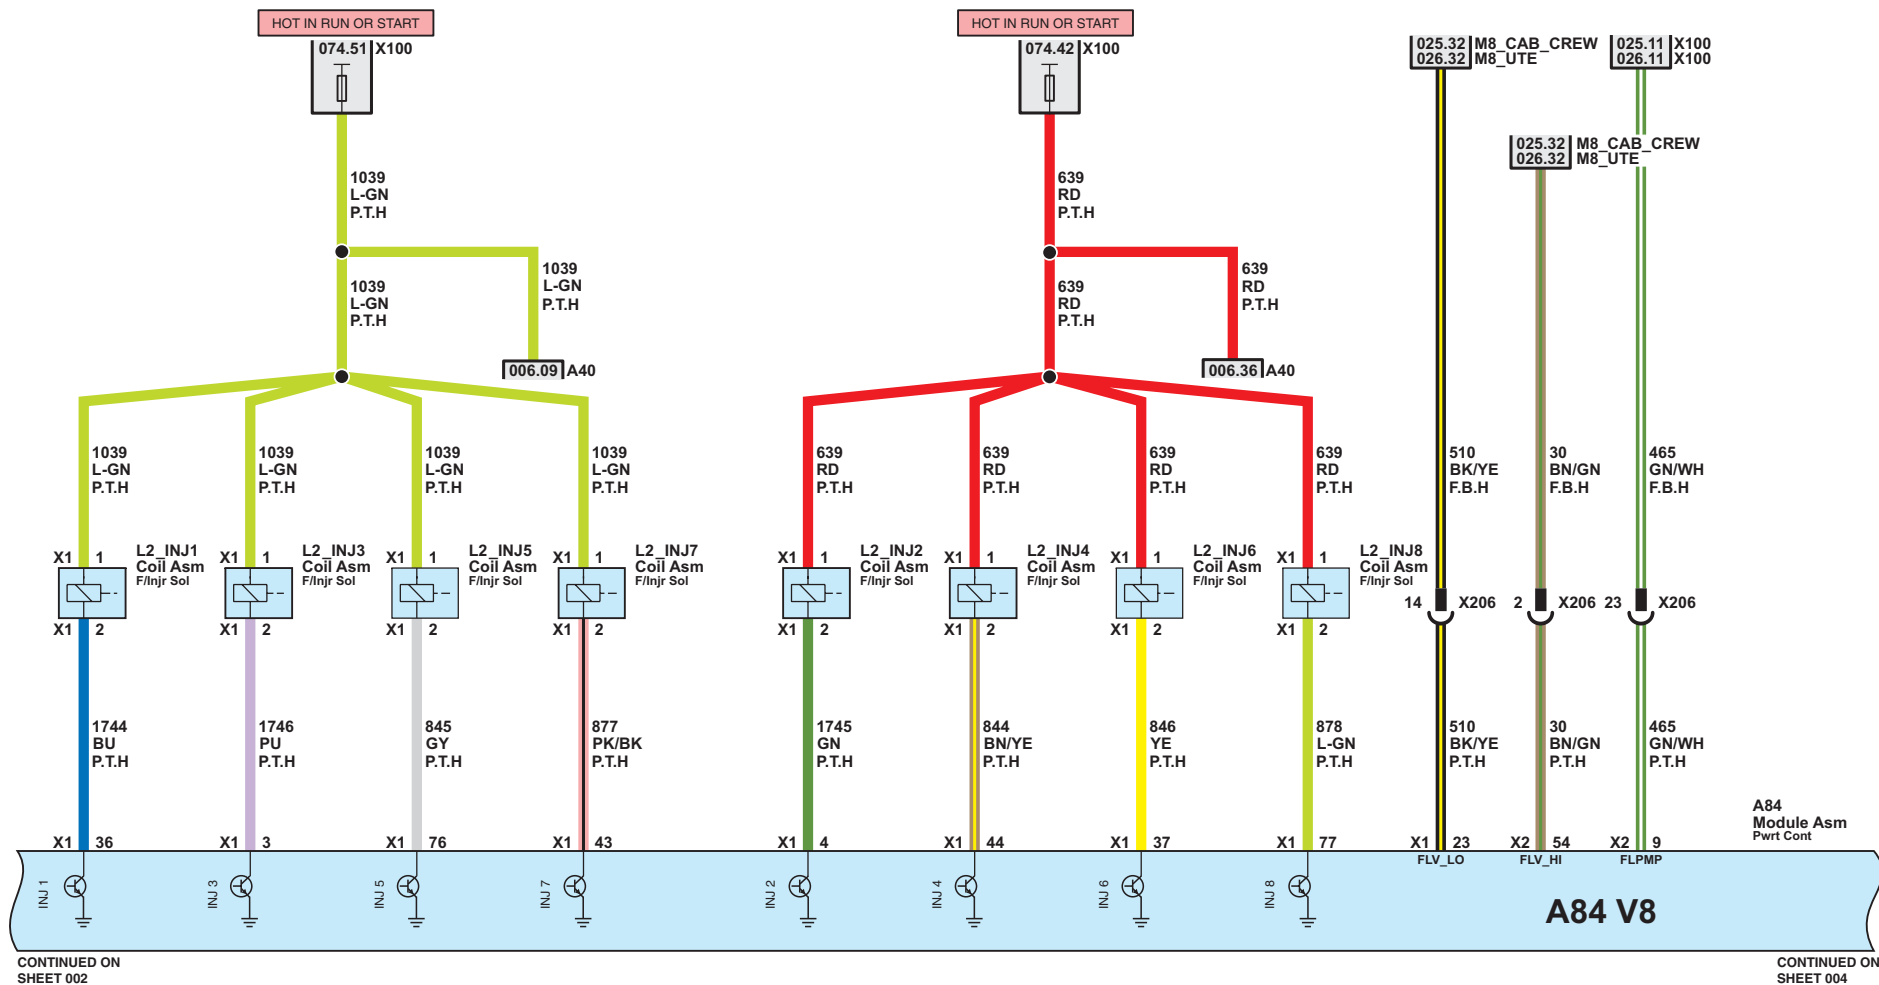 HOT IN RUN OR START
HOT IN RUN OR START
074.51 X100
074.42 X100
025.32 M8_CAB_CREW
026.32 M8_UTE
025.11 X100
026.11 X100
025.32 M8_CAB_CREW
026.32 M8_UTE
1039
L-GN
P.T.H
639
RD
P.T.H
1039
L-GN
P.T.H
1039
L-GN
P.T.H
639
RD
P.T.H
639
RD
P.T.H
006.09 A40
006.36 A40
1039
L-GN
P.T.H
1039
L-GN
P.T.H
1039
L-GN
P.T.H
1039
L-GN
P.T.H
639
RD
P.T.H
639
RD
P.T.H
639
RD
P.T.H
639
RD
P.T.H
510
BK/YE
F.B.H
30
BN/GN
F.B.H
465
GN/WH
F.B.H
X1 1
L2_INJ1
Coil Asm
F/Injr Sol
X1 2
X1 1
L2_INJ3
Coil Asm
F/Injr Sol
X1 2
X1 1
L2_INJ5
Coil Asm
F/Injr Sol
X1 2
X1 1
L2_INJ7
Coil Asm
F/Injr Sol
X1 2
X1 1
L2_INJ2
Coil Asm
F/Injr Sol
X1 2
X1 1
L2_INJ4
Coil Asm
F/Injr Sol
X1 2
X1 1
L2_INJ6
Coil Asm
F/Injr Sol
X1 2
X1 1
L2_INJ8
Coil Asm
F/Injr Sol
X1 2
14 X206
2 X206
23 X206
1744
BU
P.T.H
1746
PU
P.T.H
845
GY
P.T.H
877
PK/BK
P.T.H
1745
GN
P.T.H
844
BN/YE
P.T.H
846
YE
P.T.H
878
L-GN
P.T.H
510
BK/YE
P.T.H
30
BN/GN
P.T.H
465
GN/WH
P.T.H
A84
Module Asm
Pwrt Cont
X1 36
X1 3
X1 76
X1 43
X1 4
X1 44
X1 37
X1 77
X1 23
X2 54
X2 9
FLV_LO
FLV_HI
FLPMP
INJ 1
INJ 3
INJ 5
INJ 7
INJ 2
INJ 4
INJ 6
INJ 8
A84 V8
CONTINUED ON
SHEET 002
CONTINUED ON
SHEET 004